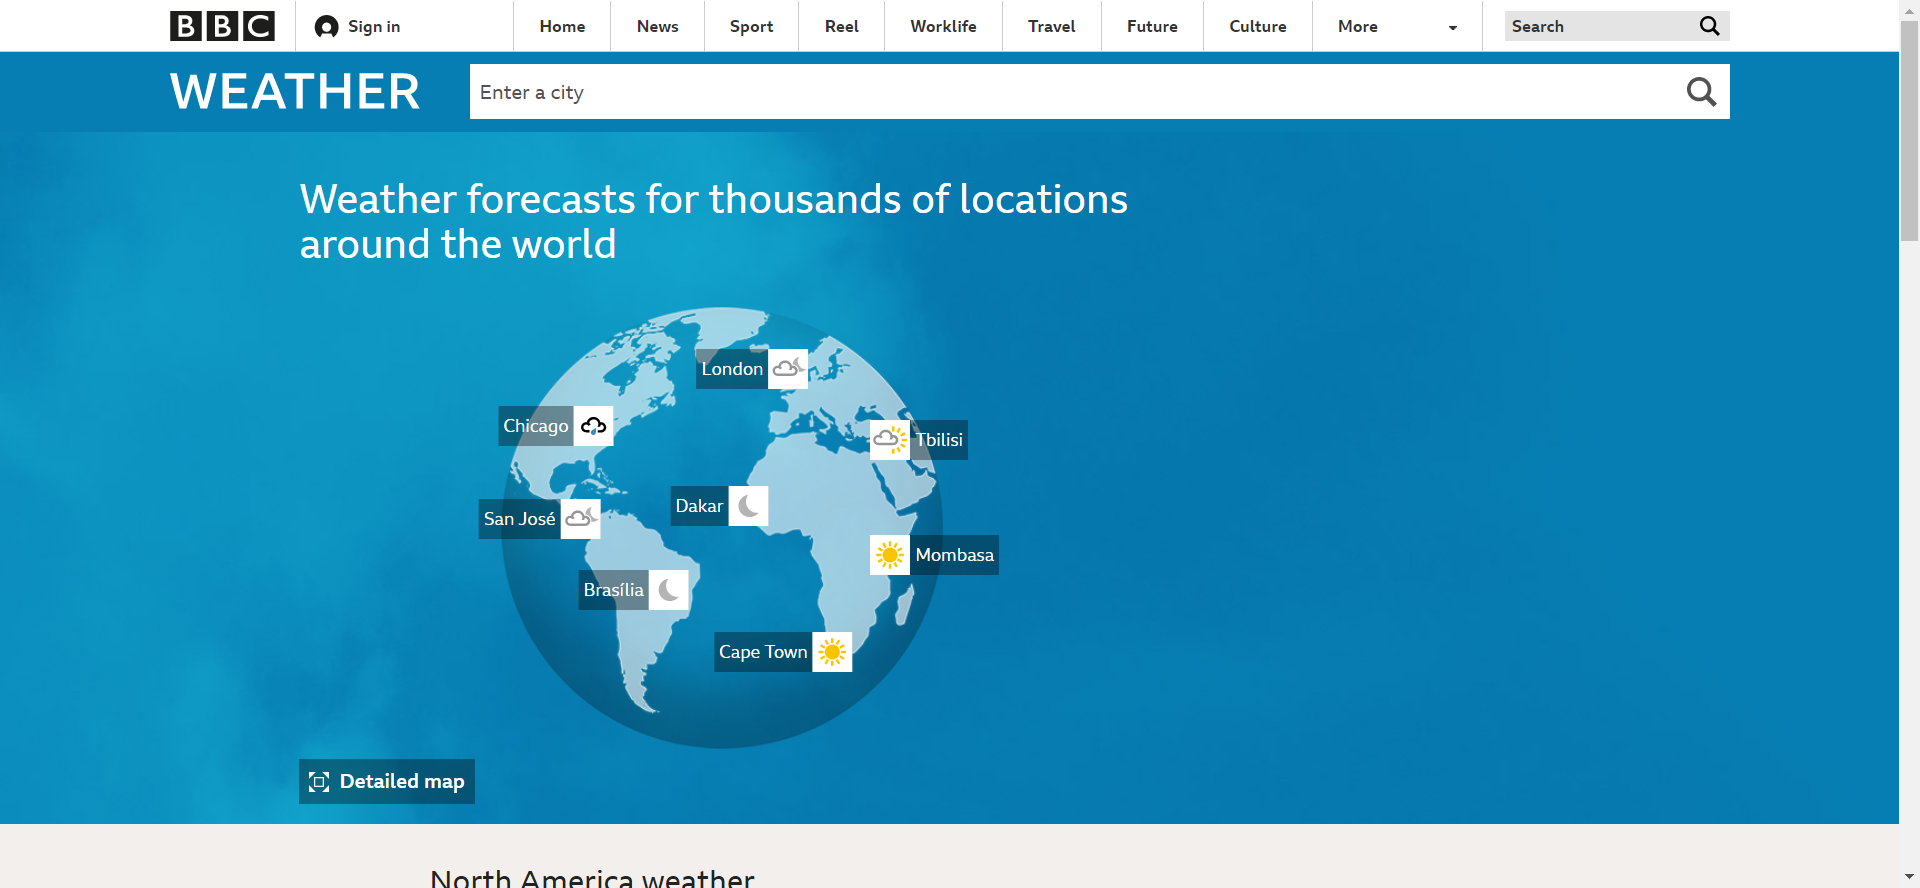 BBC
Sign in
Home
News
Sport
Reel
Worklife
Travel
Future
Culture
More
Search
WEATHER
Enter a city
Weather forecasts for thousands of locations
around the world
London
Chicago
Tbilisi
Dakar
San José
Mombasa
Brasília
Cape Town
Detailed map
North America weather